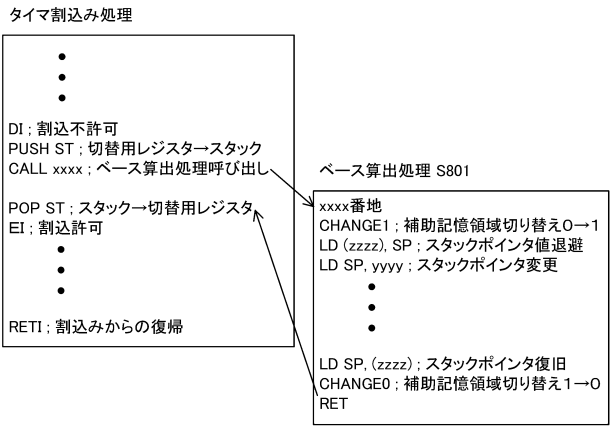 タイマ割込み処理
DI ; 割込不許可
PUSH ST ; 切替用レジスタ→スタック
CALL xxxx ; ベース算出処理呼び出し
POP ST ; スタック→切替用レジスタ
EI ; 割込許可
RETI ; 割込みからの復帰
ベース算出処理 S801
xxxx番地
CHANGE1 ; 補助記憶領域切り替え0→1
LD (zzzz), SP ; スタックポインタ値退避
LD SP, yyyy ; スタックポインタ変更
LD SP, (zzzz) ; スタックポインタ復旧
CHANGE0 ; 補助記憶領域切り替え1→0
RET